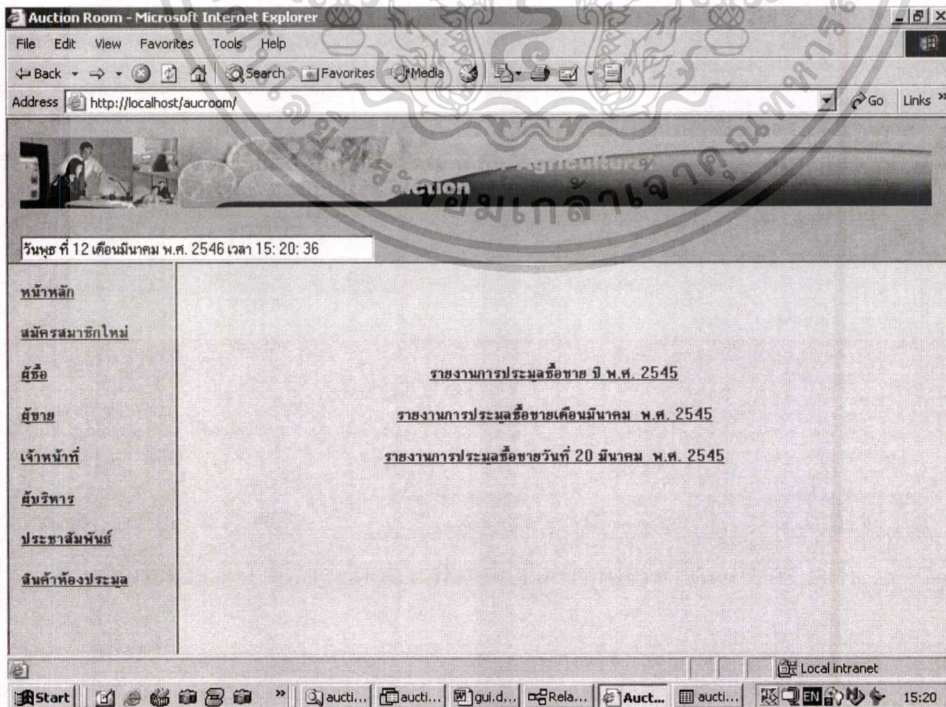 Auction Room - Microsoft Internet Explorer
File Edit View Favorites Tools Help
Back Search Favorites Media
Address http://localhost/aucroom/ Go Links »
Agriculture
วันพุธ ที่ 12 เดือนมีนาคม พ.ศ. 2546 เวลา 15: 20: 36
หน้าหลัก
สมัครสมาชิกใหม่
ผู้ซื้อ
รายงานการประมูลซื้อขาย ปี พ.ศ. 2545
ผู้ขาย
รายงานการประมูลซื้อขายเดือนมีนาคม พ.ศ. 2545
เจ้าหน้าที่
รายงานการประมูลซื้อขายวันที่ 20 มีนาคม พ.ศ. 2545
ผู้บริหาร
ประชาสัมพันธ์
สินค้าห้องประมูล
Local intranet
Start » aucti... aucti... gui.d... Rela... Auct... aucti... EN 15:20